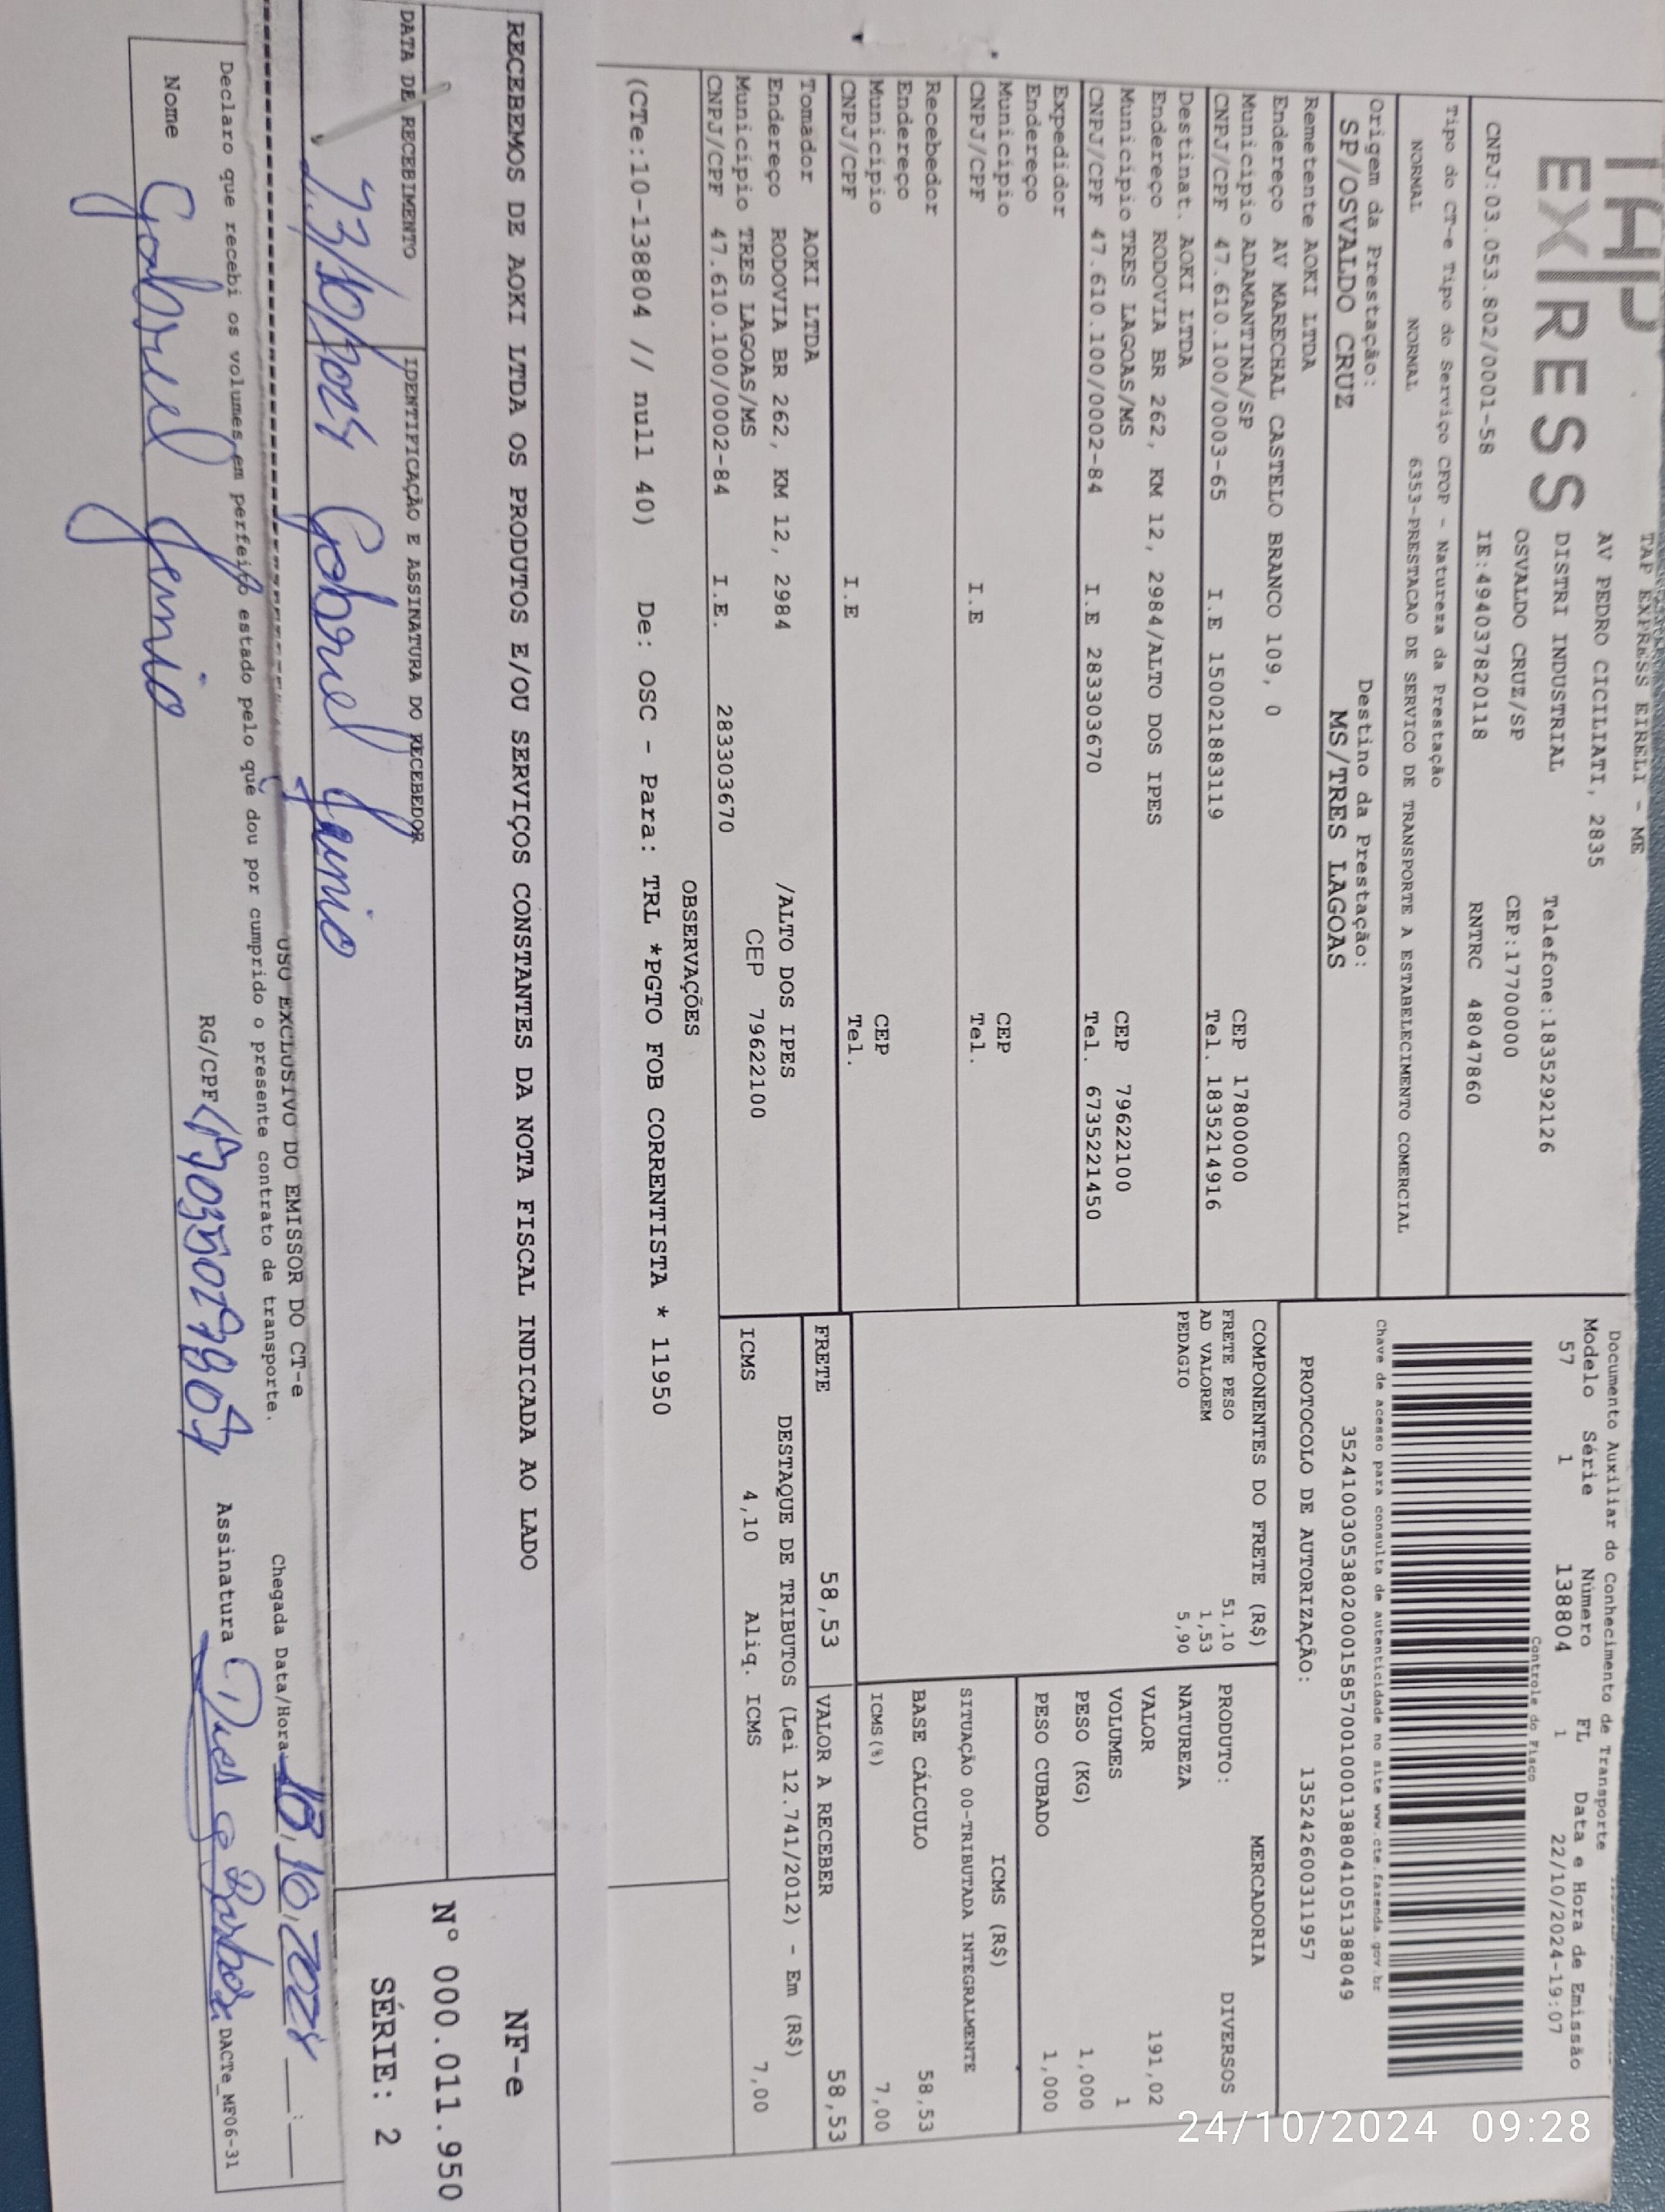 TAP EXPRESS EIRELI - ME
EXPRESS
AV PEDRO CICILIATI, 2835
DISTRI INDUSTRIAL Telefone:1835292126
OSVALDO CRUZ/SP CEP:17700000
CNPJ:03.053.802/0001-58 IE:494037820118 RNTRC 48047860
Tipo do CT-e Tipo do Serviço CFOP - Natureza da Prestação
NORMAL NORMAL 6353-PRESTACAO DE SERVICO DE TRANSPORTE A ESTABELECIMENTO COMERCIAL
Origem da Prestação: Destino da Prestação:
SP/OSVALDO CRUZ MS/TRES LAGOAS
Documento Auxiliar do Conhecimento de Transporte
Modelo Série Número FL Data e Hora de Emissão
57 1 138804 1 22/10/2024-19:07
Controle do Fisco
Chave de acesso para consulta de autenticidade no site www.cte.fazenda.gov.br
35241003053802000158570010001388041051388049
PROTOCOLO DE AUTORIZAÇÃO: 135242600311957
Remetente AOKI LTDA
Endereço AV MARECHAL CASTELO BRANCO 109, 0
Municipio ADAMANTINA/SP CEP 17800000
CNPJ/CPF 47.610.100/0003-65 I.E 150021883119 Tel. 1835214916
Destinat. AOKI LTDA
Endereço RODOVIA BR 262, KM 12, 2984/ALTO DOS IPES
Municipio TRES LAGOAS/MS CEP 79622100
CNPJ/CPF 47.610.100/0002-84 I.E 283303670 Tel. 6735221450
Expedidor
Endereço
Municipio CEP
CNPJ/CPF I.E Tel.
Recebedor
Endereço
Municipio CEP
CNPJ/CPF I.E Tel.
Tomador AOKI LTDA
Endereço RODOVIA BR 262, KM 12, 2984 /ALTO DOS IPES
Municipio TRES LAGOAS/MS CEP 79622100
CNPJ/CPF 47.610.100/0002-84 I.E. 283303670
COMPONENTES DO FRETE (R$)
FRETE PESO 51,10
AD VALOREM 1,53
PEDAGIO 5,90
MERCADORIA
PRODUTO: DIVERSOS
NATUREZA
VALOR 191,02
VOLUMES 1
PESO (KG) 1,000
PESO CUBADO 1,000
ICMS (R$)
SITUAÇÃO 00-TRIBUTADA INTEGRALMENTE
BASE CÁLCULO 58,53
ICMS(%) 7,00
FRETE 58,53 VALOR A RECEBER 58,53
DESTAQUE DE TRIBUTOS (Lei 12.741/2012) - Em (R$)
ICMS 4,10 Aliq. ICMS 7,00
OBSERVAÇÕES
(CTe:10-138804 // null 40) De: OSC - Para: TRL *PGTO FOB CORRENTISTA * 11950
RECEBEMOS DE AOKI LTDA OS PRODUTOS E/OU SERVIÇOS CONSTANTES DA NOTA FISCAL INDICADA AO LADO
DATA DE RECEBIMENTO IDENTIFICAÇÃO E ASSINATURA DO RECEBEDOR
Gabriel Junio
NF-e
Nº 000.011.950
SÉRIE: 2
USO EXCLUSIVO DO EMISSOR DO CT-e
Declaro que recebi os volumes em perfeito estado pelo que dou por cumprido o presente contrato de transporte.
Chegada Data/Hora
Nome Gabriel Junio RG/CPF Assinatura
DACTe_MF06-31
24/10/2024 09:28